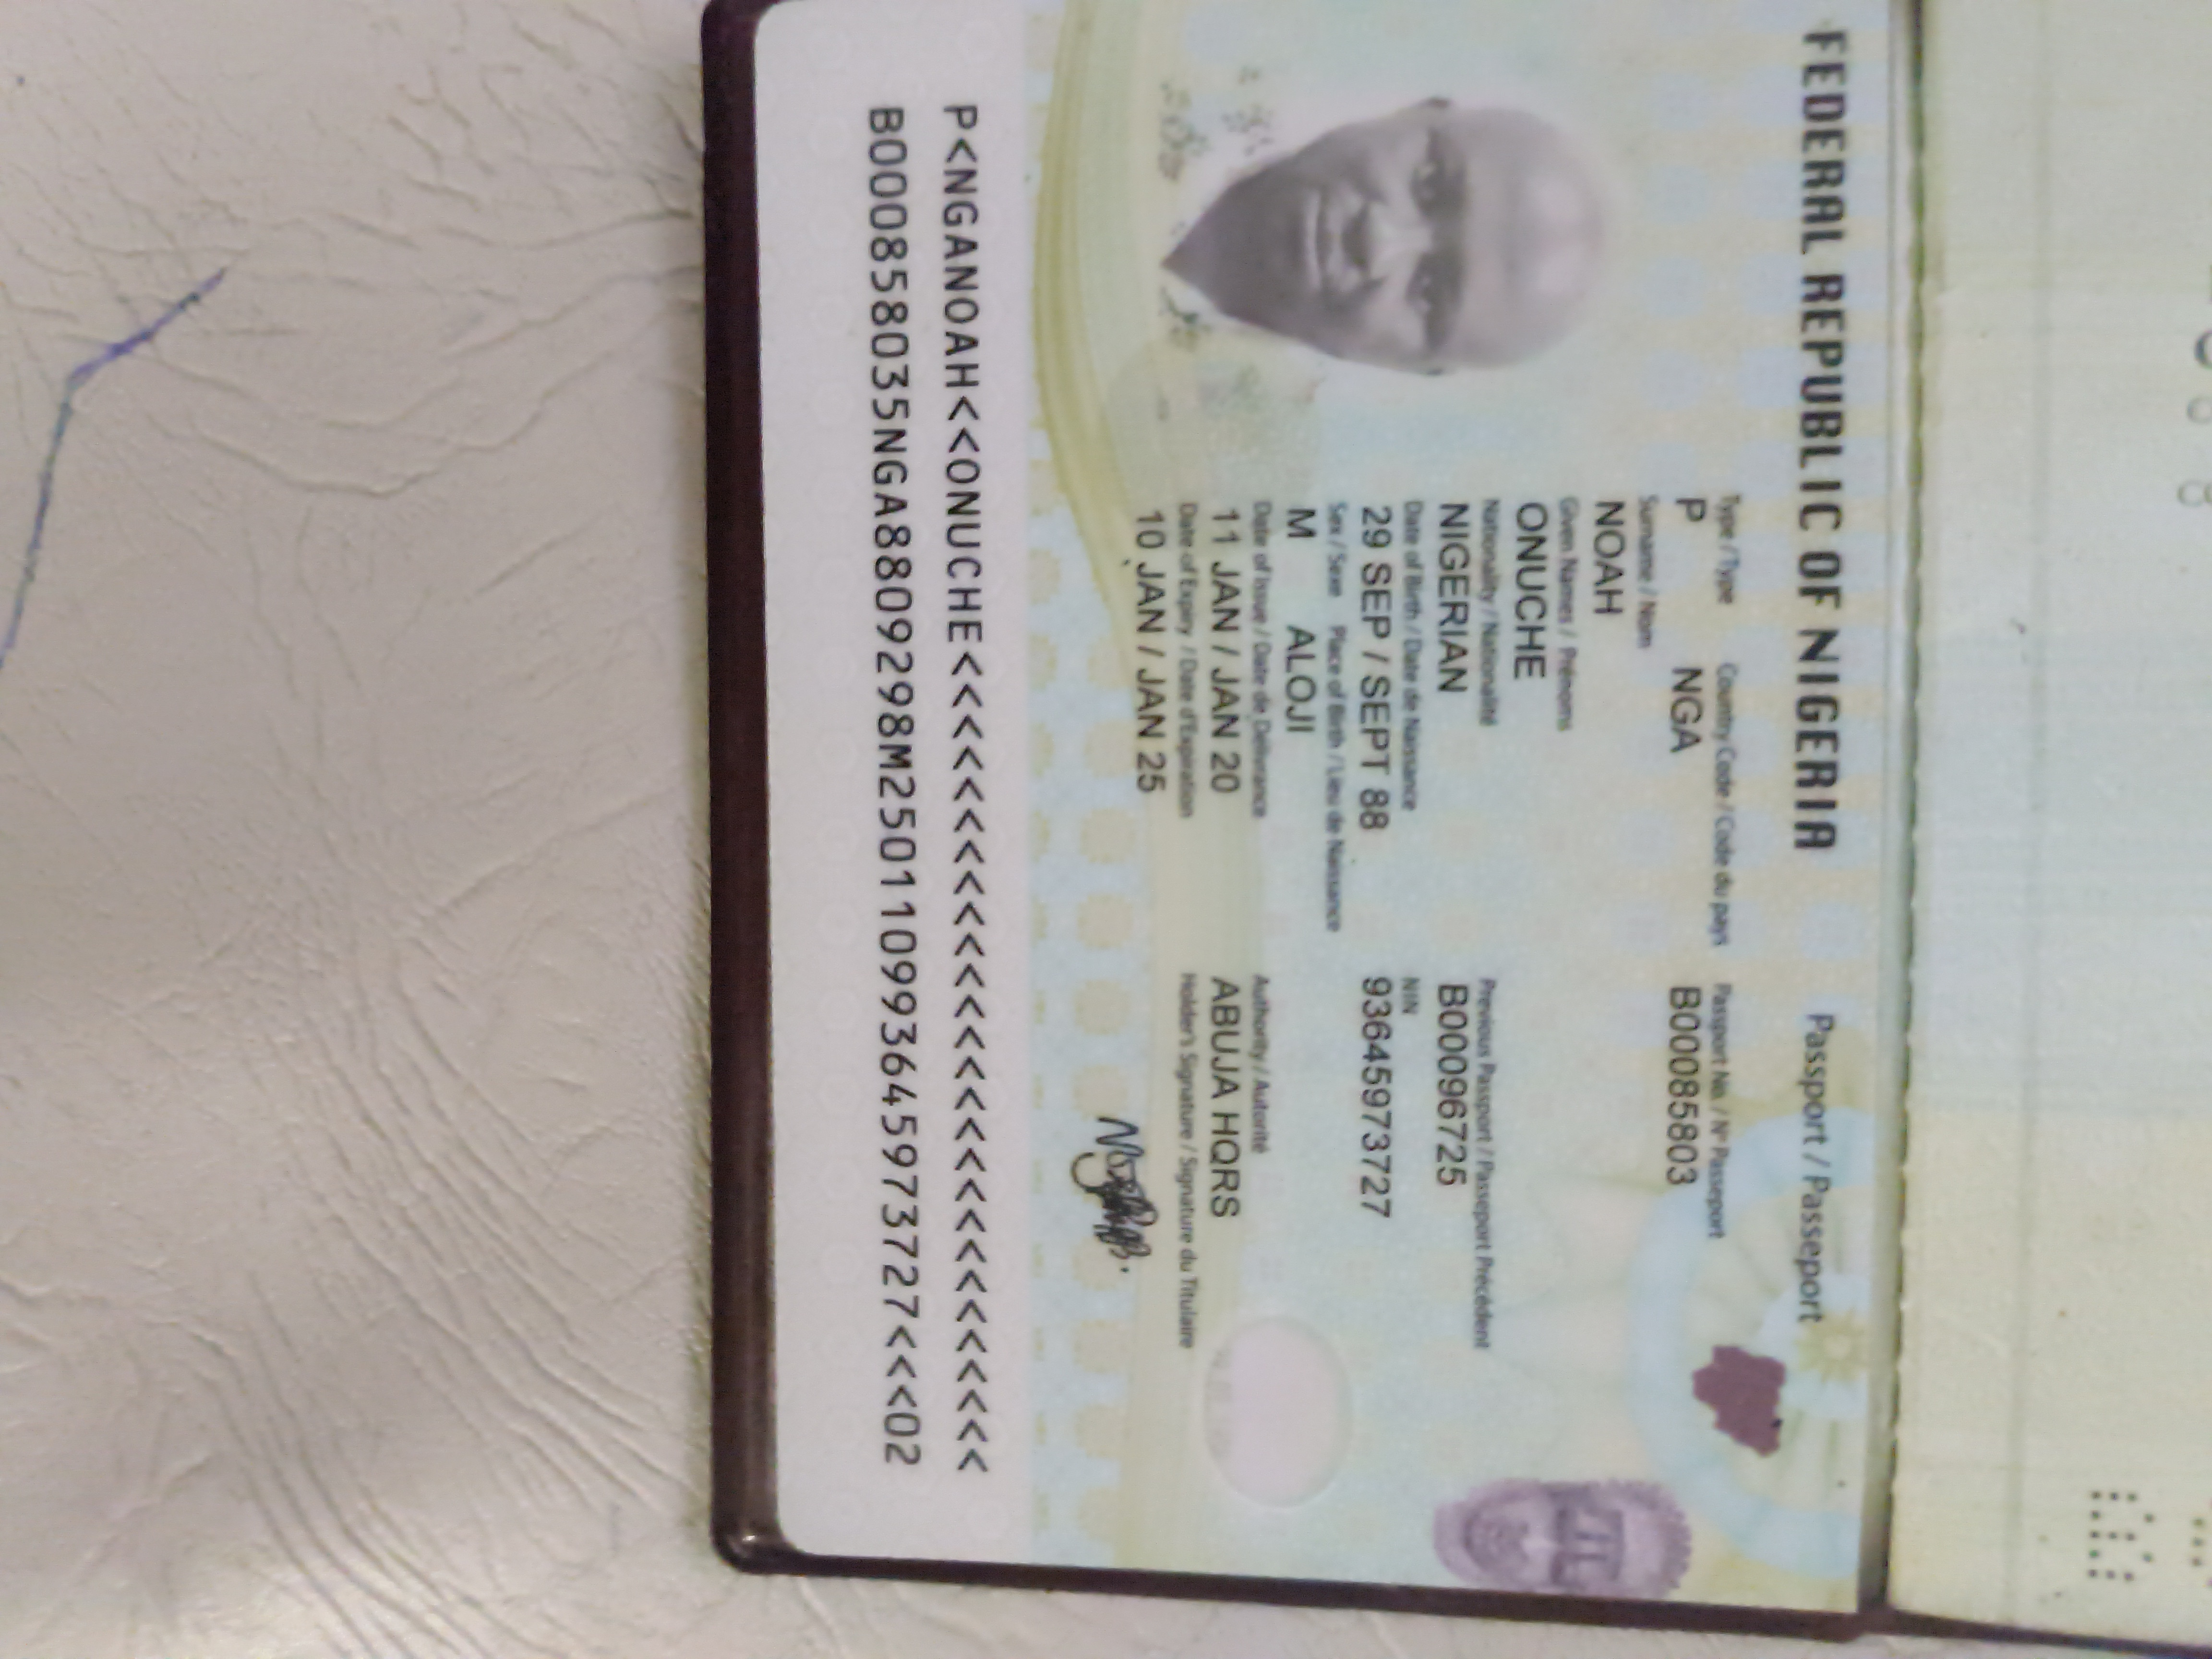 FEDERAL REPUBLIC OF NIGERIA
Passport / Passeport
Type / Type
Country Code / Code du pays
Passport No. / N° Passeport
P
NGA
B00085803
Surname / Nom
NOAH
Given Names / Prénoms
ONUCHE
Nationality / Nationalité
Previous Passport / Passeport Précédent
NIGERIAN
B00096725
Date of Birth / Date de Naissance
NIN
29 SEP / SEPT 88
93645973727
Sex / Sexe
Place of Birth / Lieu de Naissance
M
ALOJI
Date of Issue / Date de Délivrance
Authority / Autorité
11 JAN / JAN 20
ABUJA HQRS
Date of Expiry / Date d'Expiration
Holder's Signature / Signature du Titulaire
10 JAN / JAN 25
P<NGANOAH<<ONUCHE<<<<<<<<<<<<<<<<<<<<<<<<<<<
B000858035NGA8809298M250110993645973727<<<02